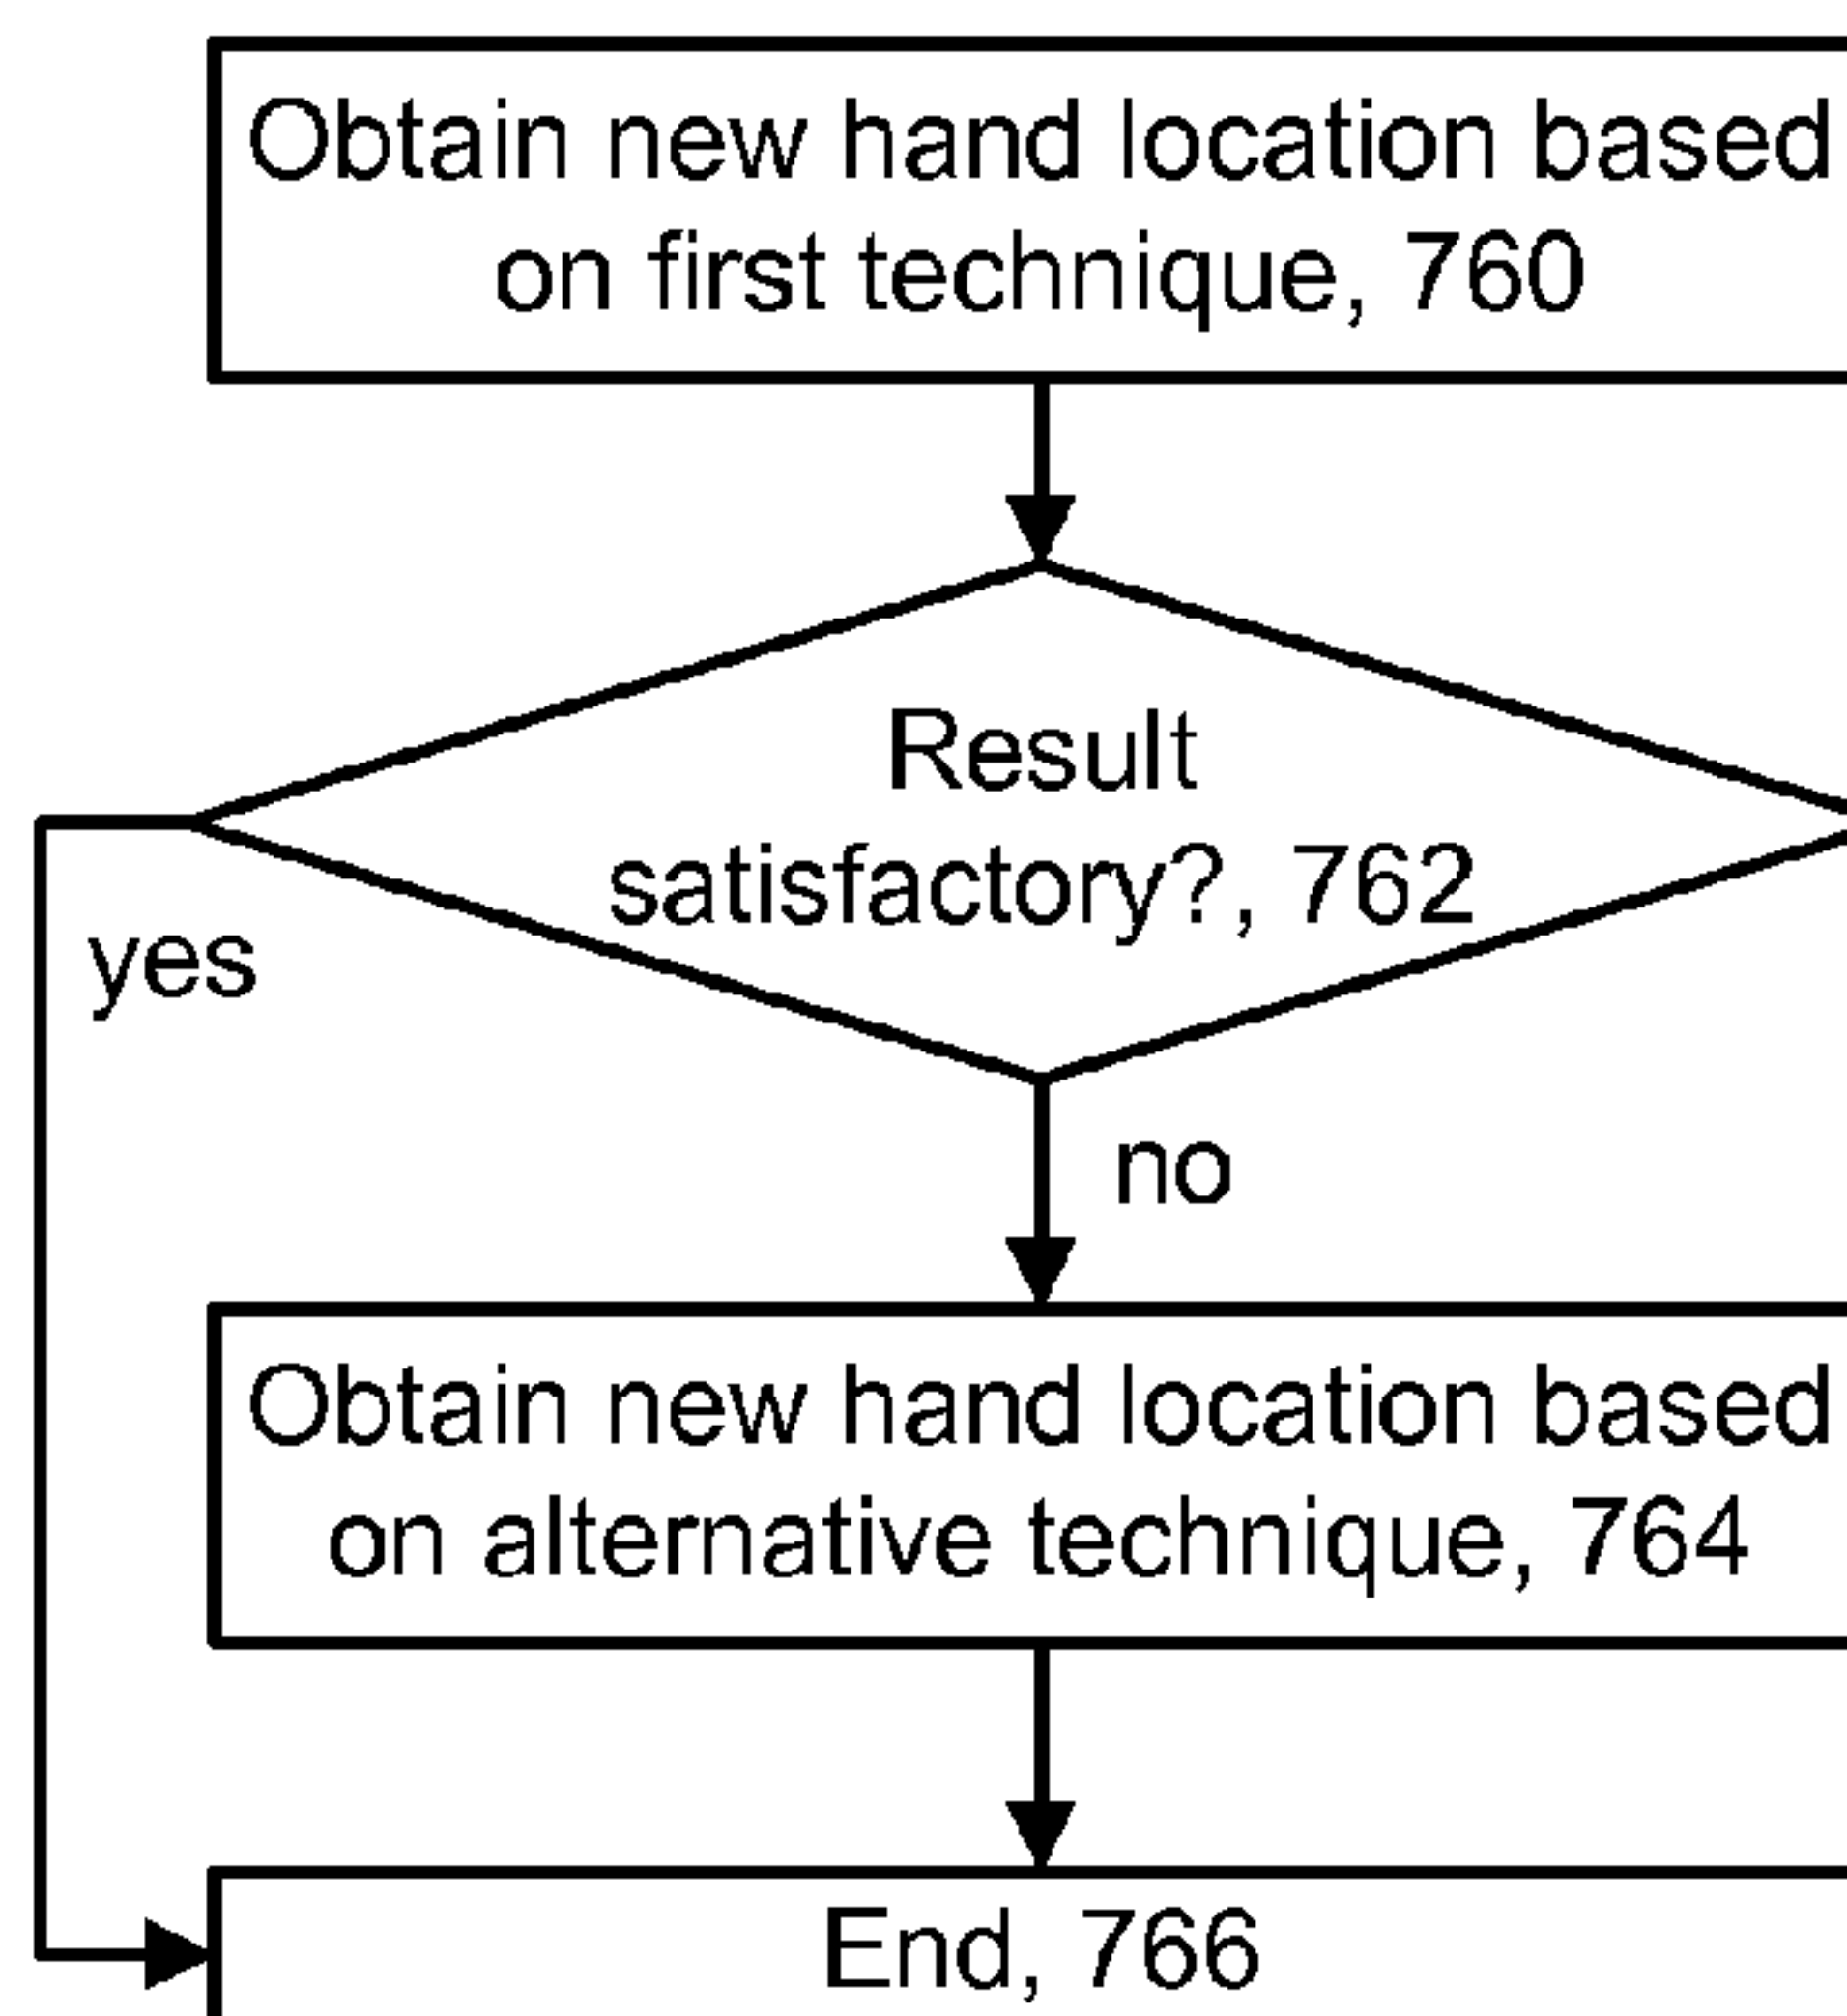 Obtain new hand location based
on first technique, 760
Result
satisfactory?, 762
yes
no
Obtain new hand location based
on alternative technique, 764
End, 766